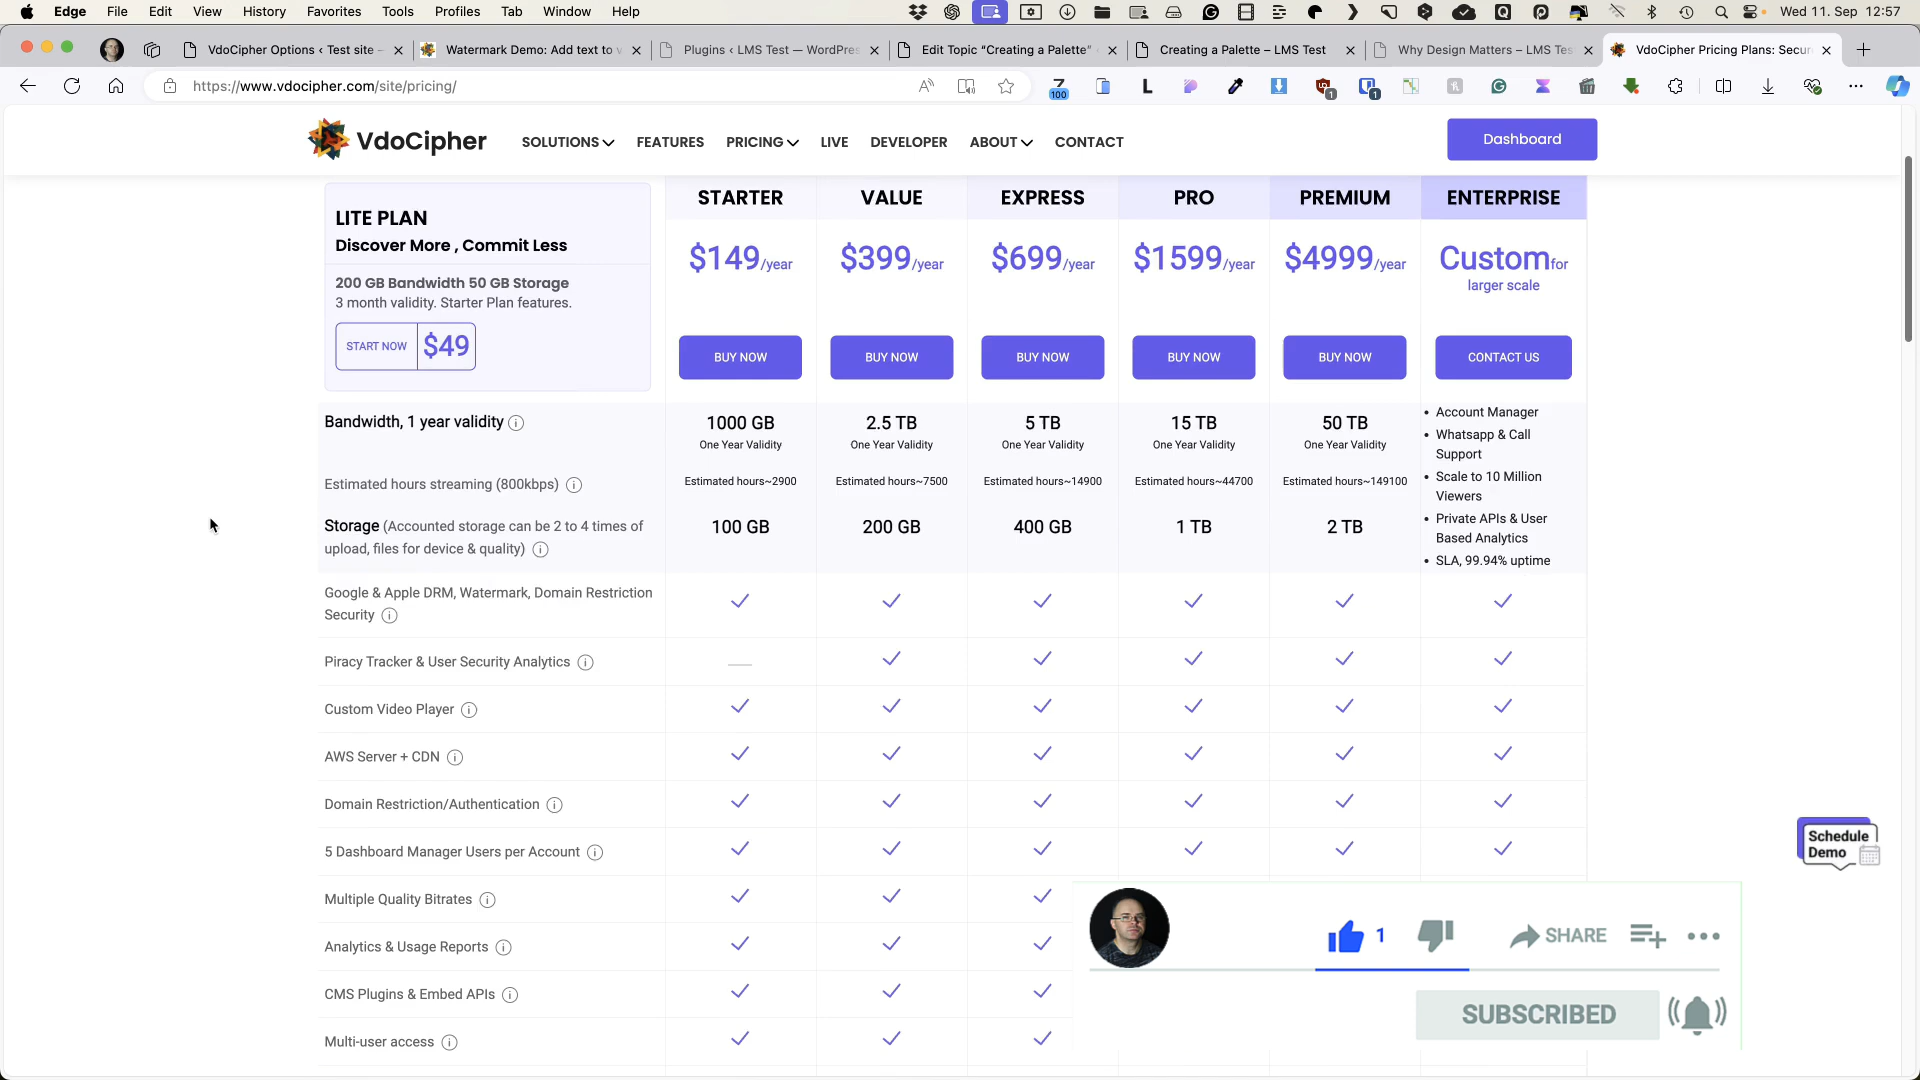 Edge File Edit View History Favorites Tools Profiles Tab Window Help
Wed 11. Sep 12:57
VdoCipher Options ‹ Test site –
Watermark Demo: Add text to v
Plugins ‹ LMS Test — WordPres
Edit Topic “Creating a Palette”
Creating a Palette – LMS Test
Why Design Matters – LMS Tes
VdoCipher Pricing Plans: Secur
https://www.vdocipher.com/site/pricing/
100
1
1
VdoCipher
SOLUTIONS FEATURES PRICING LIVE DEVELOPER ABOUT CONTACT
Dashboard
LITE PLAN
Discover More , Commit Less
200 GB Bandwidth 50 GB Storage
3 month validity. Starter Plan features.
START NOW $49
STARTER VALUE EXPRESS PRO PREMIUM ENTERPRISE
$149/year $399/year $699/year $1599/year $4999/year Custom for
larger scale
BUY NOW BUY NOW BUY NOW BUY NOW BUY NOW CONTACT US
Bandwidth, 1 year validity 1000 GB 2.5 TB 5 TB 15 TB 50 TB
One Year Validity One Year Validity One Year Validity One Year Validity One Year Validity
Estimated hours streaming (800kbps) Estimated hours~2900 Estimated hours~7500 Estimated hours~14900 Estimated hours~44700 Estimated hours~149100
Storage (Accounted storage can be 2 to 4 times of
upload, files for device & quality)
100 GB 200 GB 400 GB 1 TB 2 TB
• Account Manager
• Whatsapp & Call
Support
• Scale to 10 Million
Viewers
• Private APIs & User
Based Analytics
• SLA, 99.94% uptime
Google & Apple DRM, Watermark, Domain Restriction
Security
Piracy Tracker & User Security Analytics
Custom Video Player
AWS Server + CDN
Domain Restriction/Authentication
5 Dashboard Manager Users per Account
Multiple Quality Bitrates
Analytics & Usage Reports
CMS Plugins & Embed APIs
Multi-user access
Schedule
Demo
1 SHARE
SUBSCRIBED